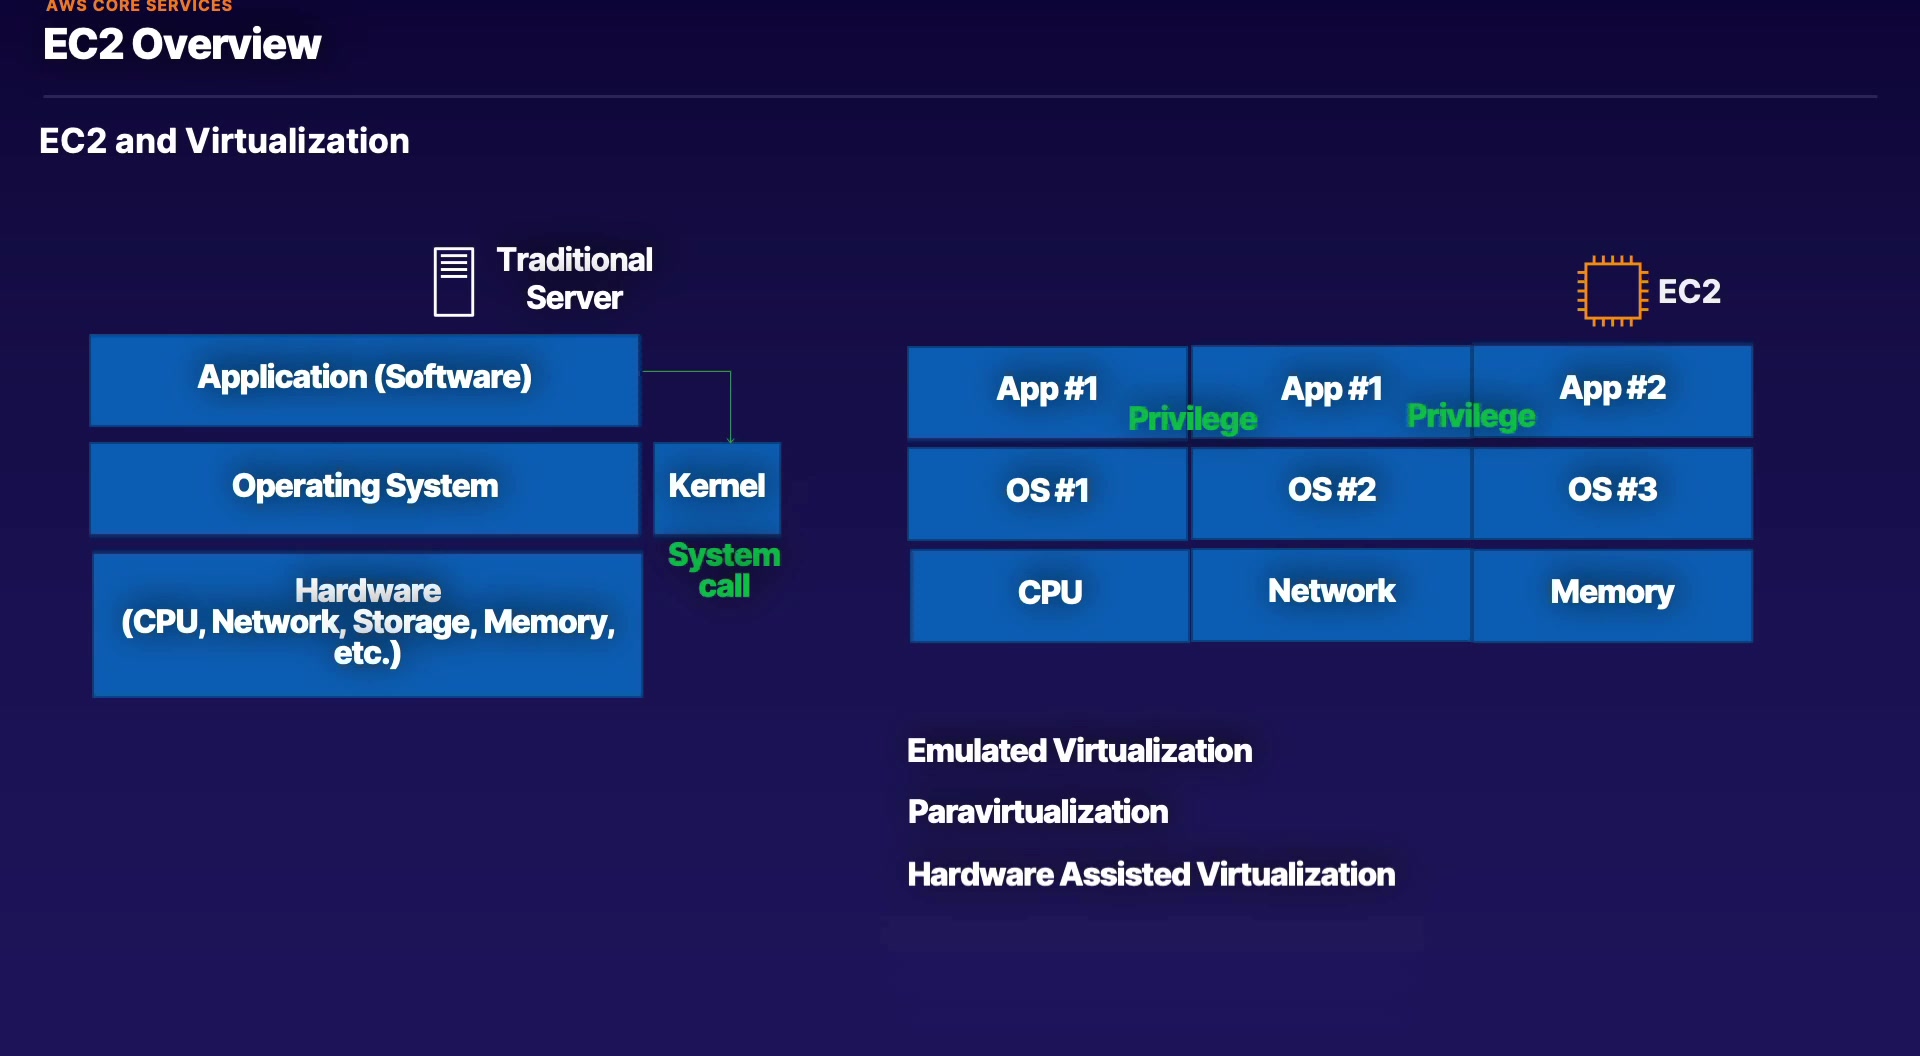 AWS CORE SERVICES
EC2 Overview
EC2 and Virtualization
Traditional
Server
Application (Software)
Operating System
Kernel
System
call
Hardware
(CPU, Network, Storage, Memory,
etc.)
EC2
App #1
App #1
App #2
Privilege
Privilege
OS #1
OS #2
OS #3
CPU
Network
Memory
Emulated Virtualization
Paravirtualization
Hardware Assisted Virtualization